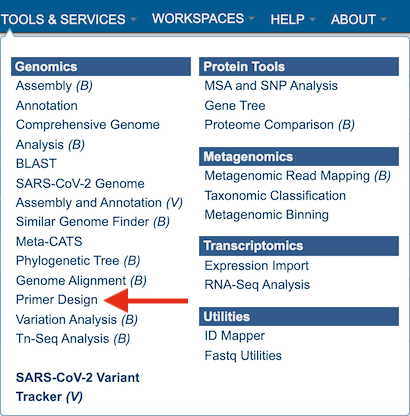 TOOLS & SERVICES WORKSPACES HELP ABOUT
Genomics
Assembly (B)
Annotation
Comprehensive Genome
Analysis (B)
BLAST
SARS-CoV-2 Genome
Assembly and Annotation (V)
Similar Genome Finder (B)
Meta-CATS
Phylogenetic Tree (B)
Genome Alignment (B)
Primer Design
Variation Analysis (B)
Tn-Seq Analysis (B)
SARS-CoV-2 Variant
Tracker (V)
Protein Tools
MSA and SNP Analysis
Gene Tree
Proteome Comparison (B)
Metagenomics
Metagenomic Read Mapping (B)
Taxonomic Classification
Metagenomic Binning
Transcriptomics
Expression Import
RNA-Seq Analysis
Utilities
ID Mapper
Fastq Utilities